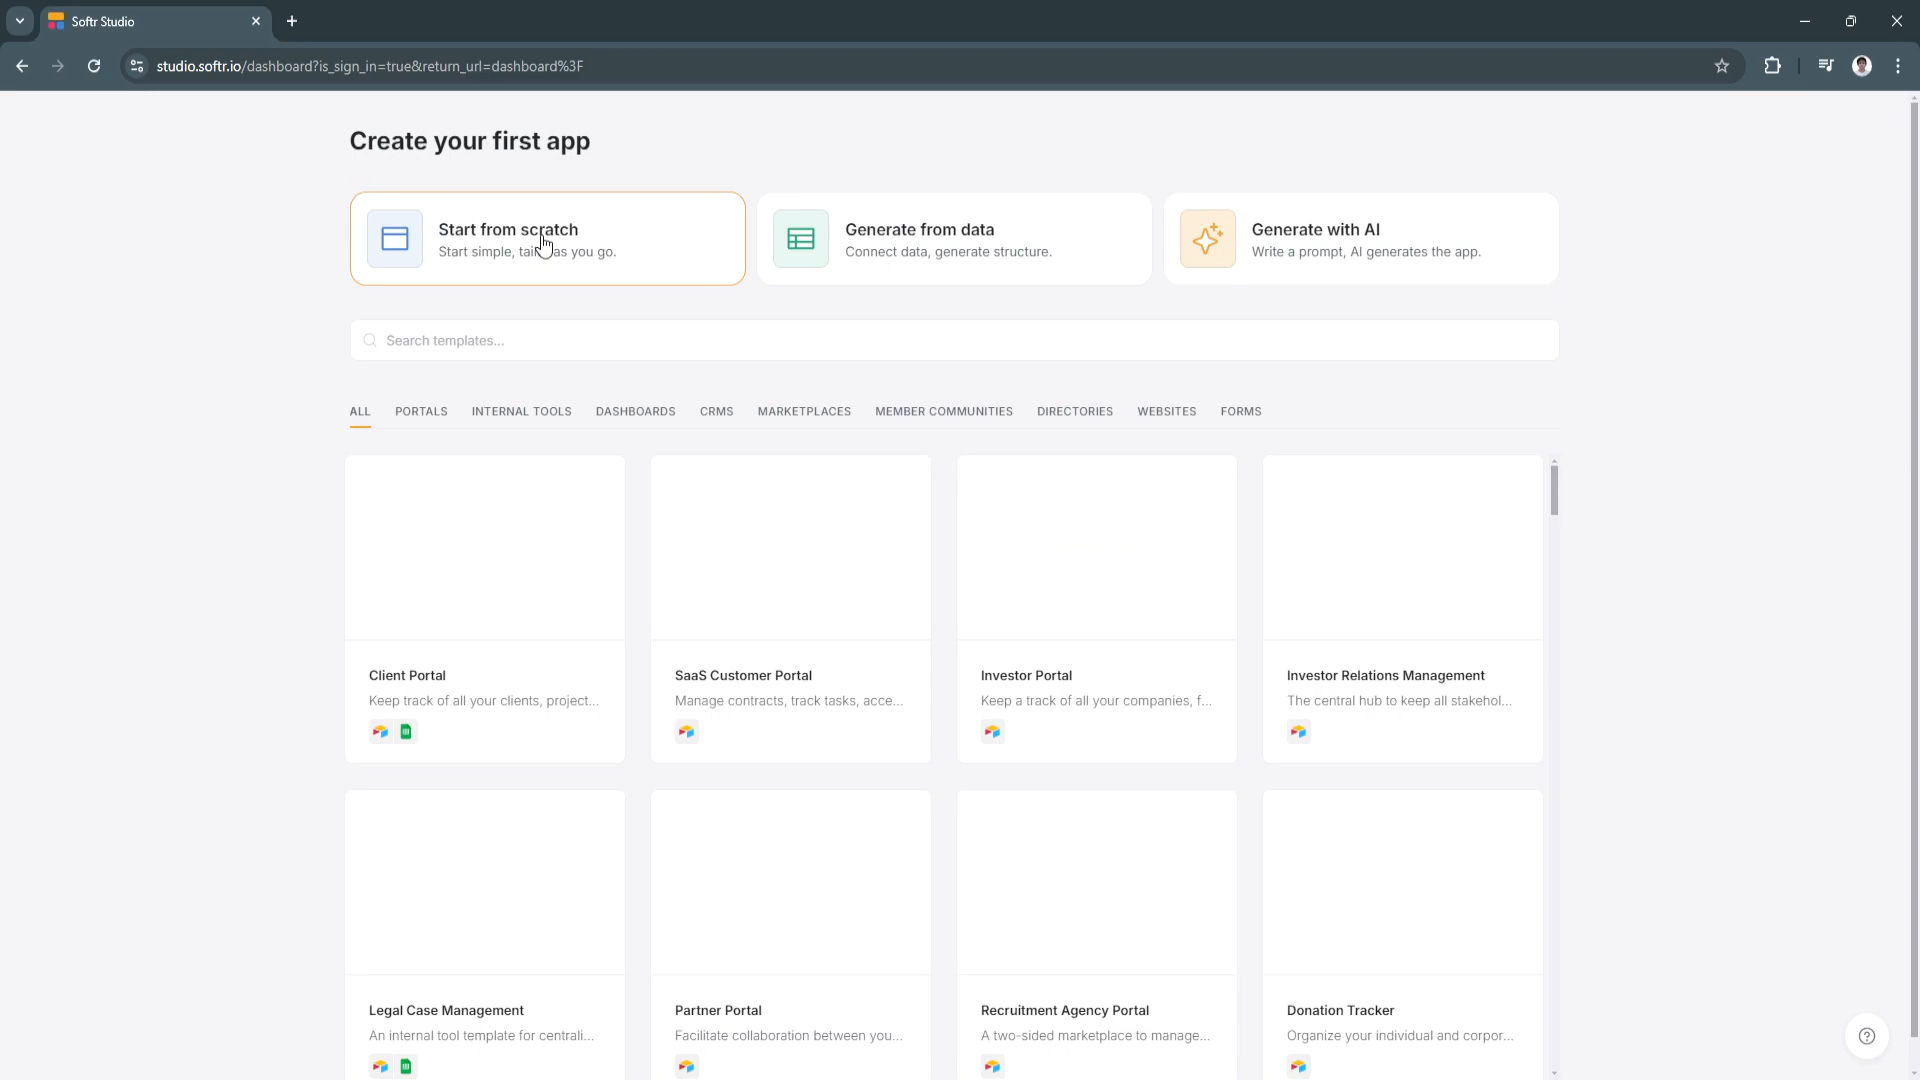 Softr Studio
studio.softr.io/dashboard?is_sign_in=true&return_url=dashboard%3F
Create your first app
Start from scratch
Start simple, tail as you go.
Generate from data
Connect data, generate structure.
Generate with AI
Write a prompt, AI generates the app.
Search templates...
ALL PORTALS INTERNAL TOOLS DASHBOARDS CRMS MARKETPLACES MEMBER COMMUNITIES DIRECTORIES WEBSITES FORMS
Client Portal
Keep track of all your clients, project...
SaaS Customer Portal
Manage contracts, track tasks, acce...
Investor Portal
Keep a track of all your companies, f...
Investor Relations Management
The central hub to keep all stakehol...
Legal Case Management
An internal tool template for centrali...
Partner Portal
Facilitate collaboration between you...
Recruitment Agency Portal
A two-sided marketplace to manage...
Donation Tracker
Organize your individual and corpor...